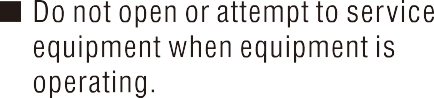 ■ Do not open or attempt to service
equipment when equipment is
operating.